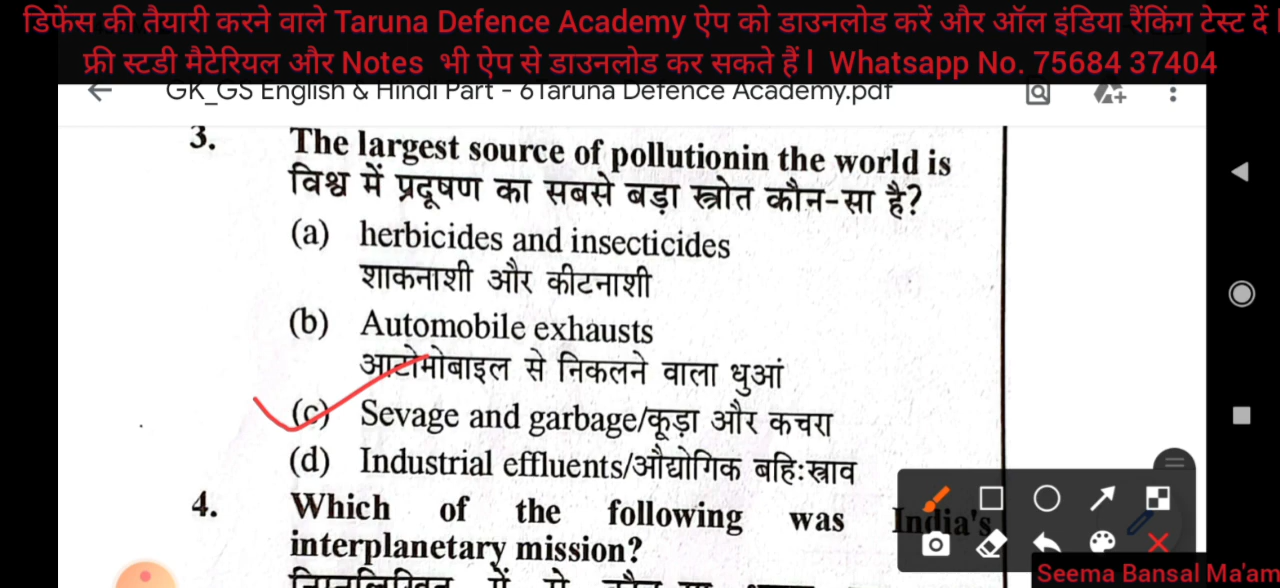 डिफेंस की तैयारी करने वाले Taruna Defence Academy ऐप को डाउनलोड करें और ऑल इंडिया रैंकिंग टेस्ट दें।
फ्री स्टडी मैटेरियल और Notes भी ऐप से डाउनलोड कर सकते हैं। Whatsapp No. 75684 37404
GK_GS English & Hindi Part - 6Taruna Defence Academy.pdf
3. The largest source of pollutionin the world is
विश्व में प्रदूषण का सबसे बड़ा स्त्रोत कौन-सा है?
(a) herbicides and insecticides
शाकनाशी और कीटनाशी
(b) Automobile exhausts
आटोमोबाइल से निकलने वाला धुआं
(c) Sevage and garbage/कूड़ा और कचरा
(d) Industrial effluents/औद्योगिक बहि:स्त्राव
4. Which of the following was India's
interplanetary mission?
निम्नलिखित में से कौन सा
Seema Bansal Ma'am